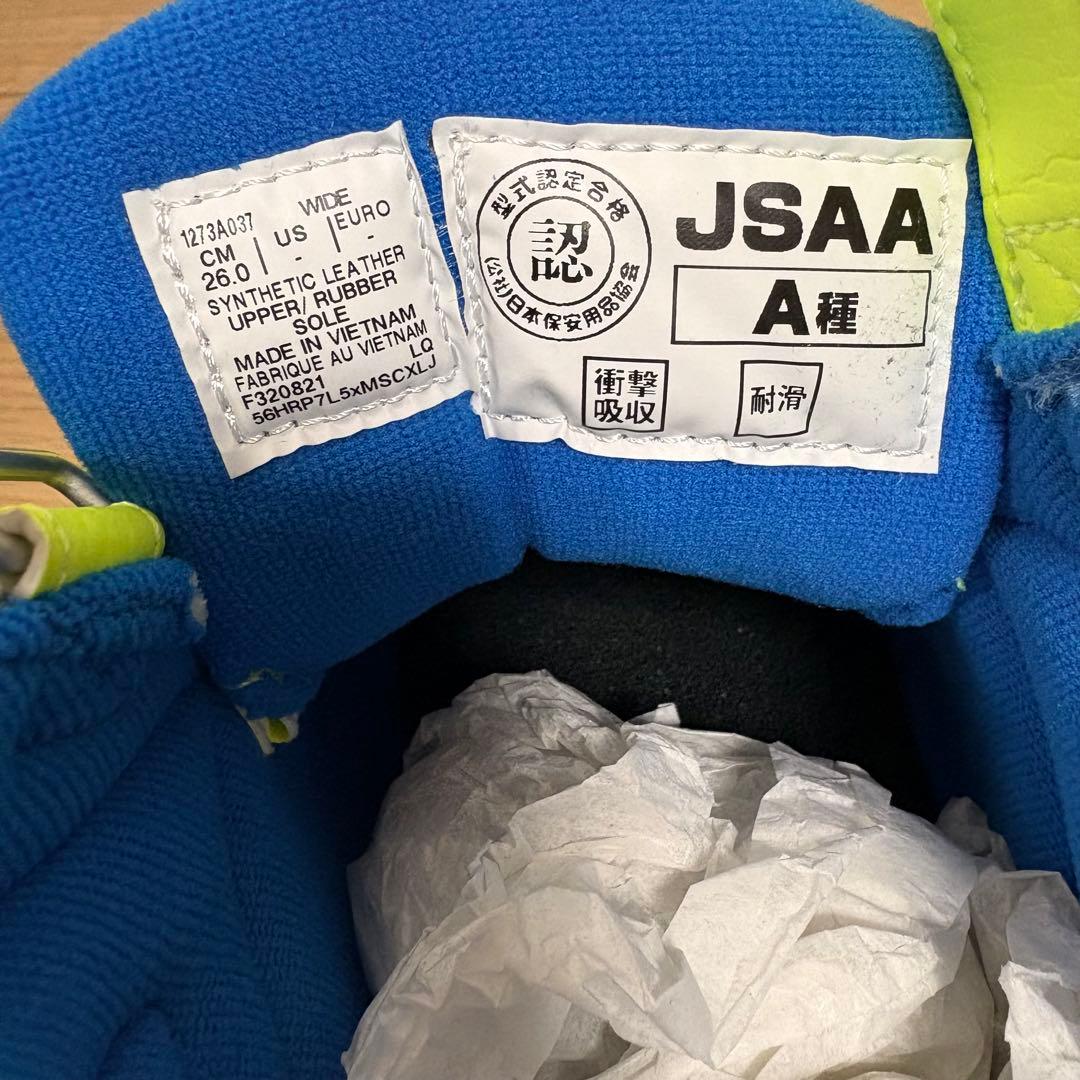 WIDE
1273A037
CM | US | EURO
26.0 | - | -
SYNTHETIC LEATHER
UPPER/ RUBBER
SOLE
MADE IN VIETNAM
FABRIQUE AU VIETNAM
F320821 LQ
56HRP7L5xMSCXLJ
型式認定合格
認
(公社)日本保安用品協会
JSAA
A種
衝撃
吸収
耐滑